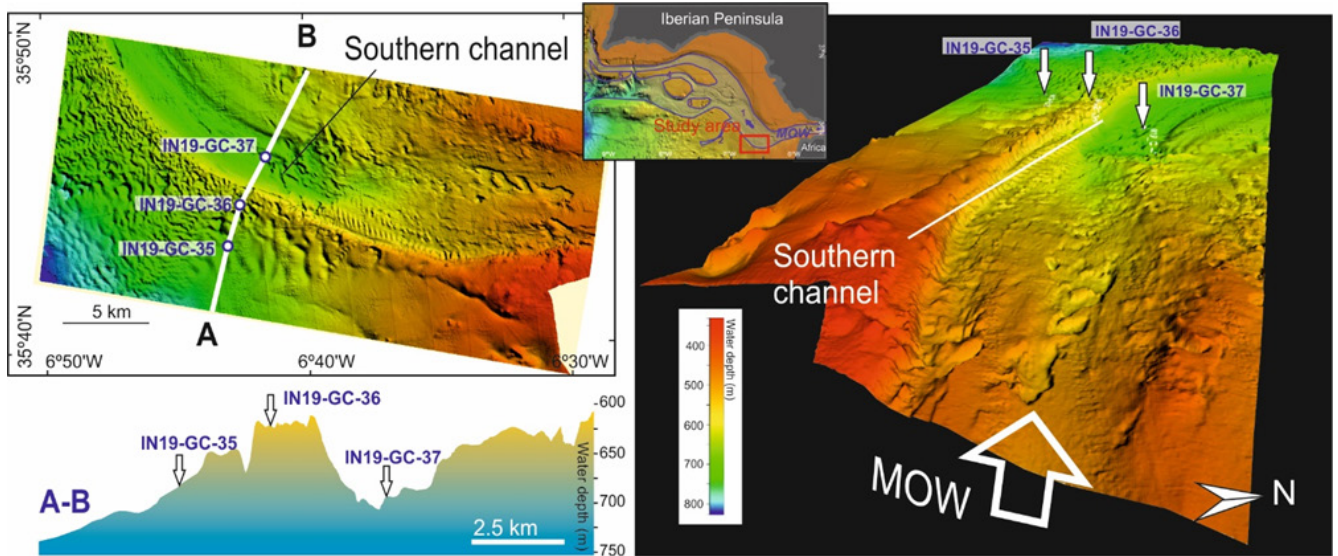 35°50'N
35°40'N
A
B
Southern channel
IN19-GC-37
IN19-GC-36
IN19-GC-35
5 km
A
6°50'W
6°40'W
6°30'W
Iberian Peninsula
Study area
MOW
Africa
IN19-GC-35
IN19-GC-36
IN19-GC-37
Southern
channel
400
500
600
700
800
Water depth (m)
MOW
N
A-B
IN19-GC-35
IN19-GC-36
IN19-GC-37
2.5 km
600
650
700
750
Water depth (m)